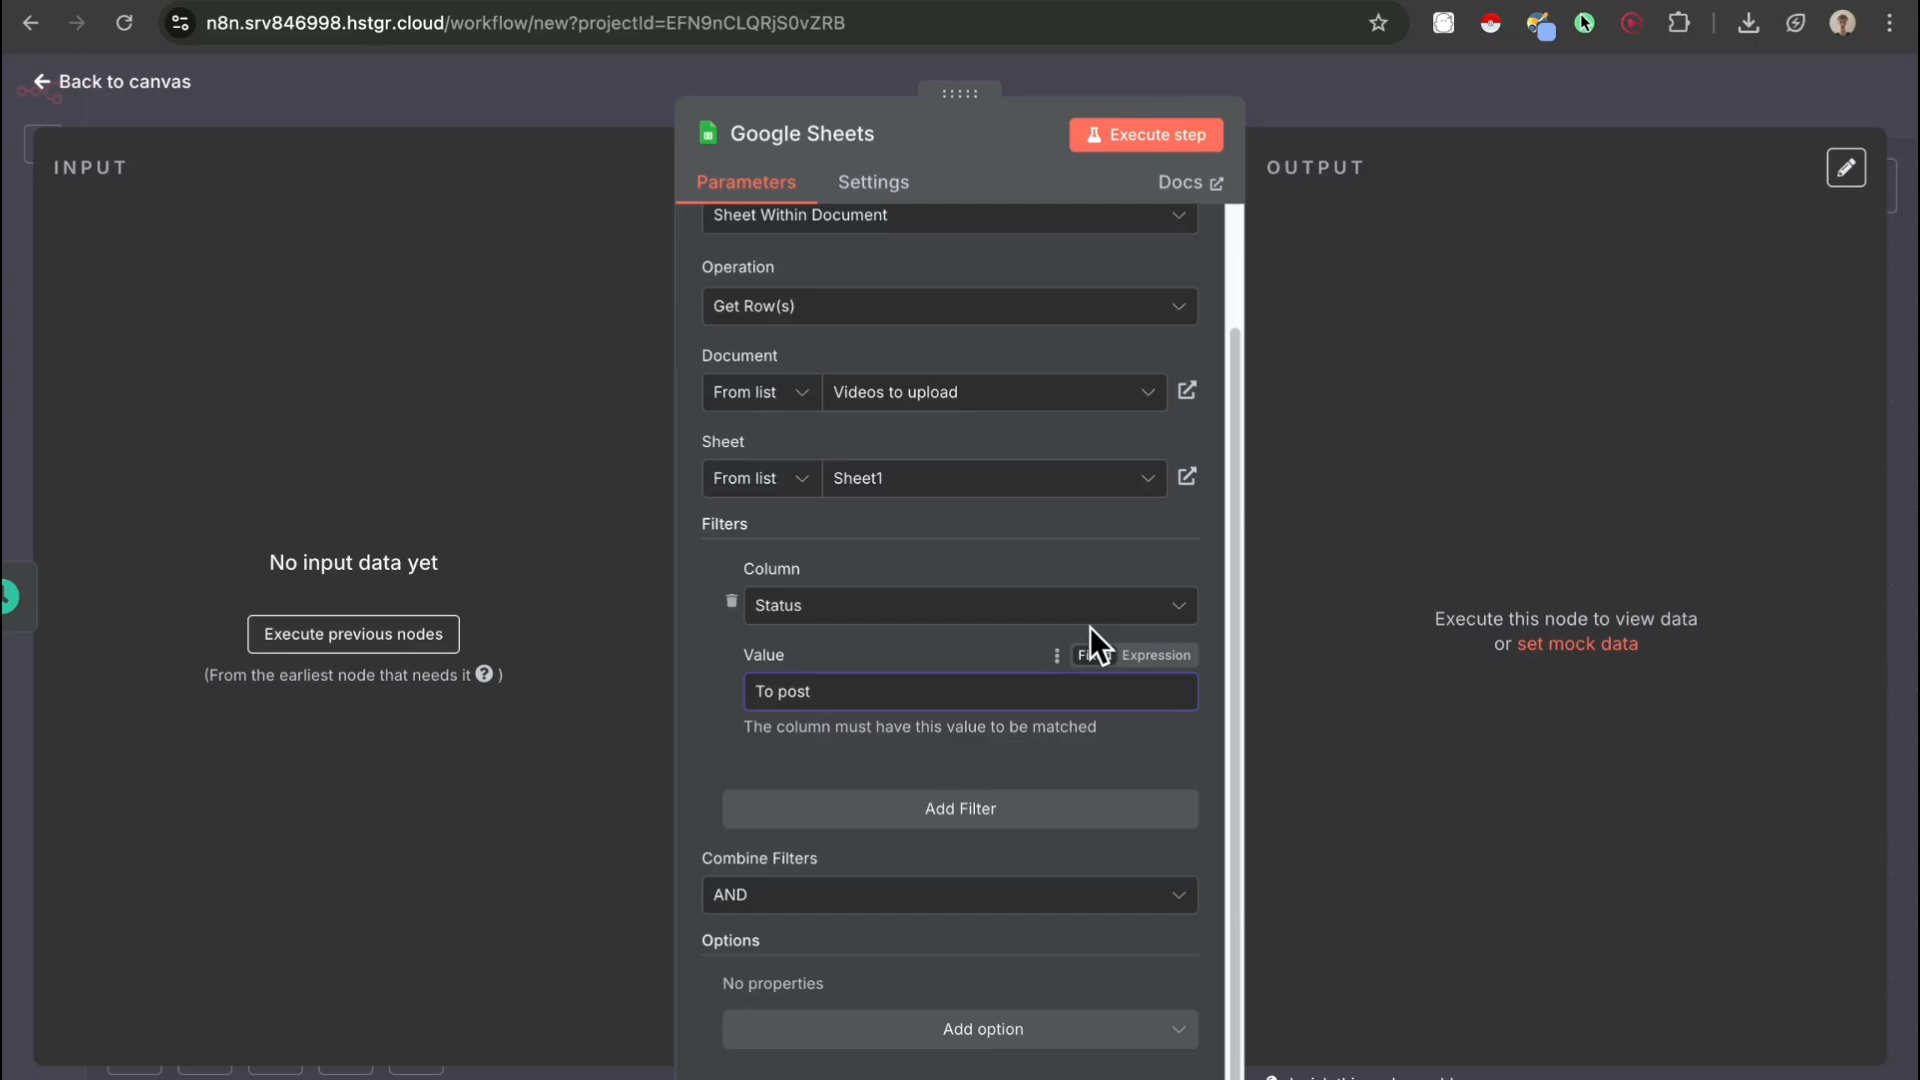 n8n.srv846998.hstgr.cloud/workflow/new?projectId=EFN9nCLQRjS0vZRB
Back to canvas
INPUT
Google Sheets
Execute step
OUTPUT
Parameters
Settings
Docs
Sheet Within Document
Operation
Get Row(s)
Document
From list
Videos to upload
Sheet
From list
Sheet1
Filters
Column
Status
Value
Expression
To post
The column must have this value to be matched
Add Filter
Combine Filters
AND
Options
No properties
Add option
No input data yet
Execute previous nodes
(From the earliest node that needs it ? )
Execute this node to view data
or set mock data